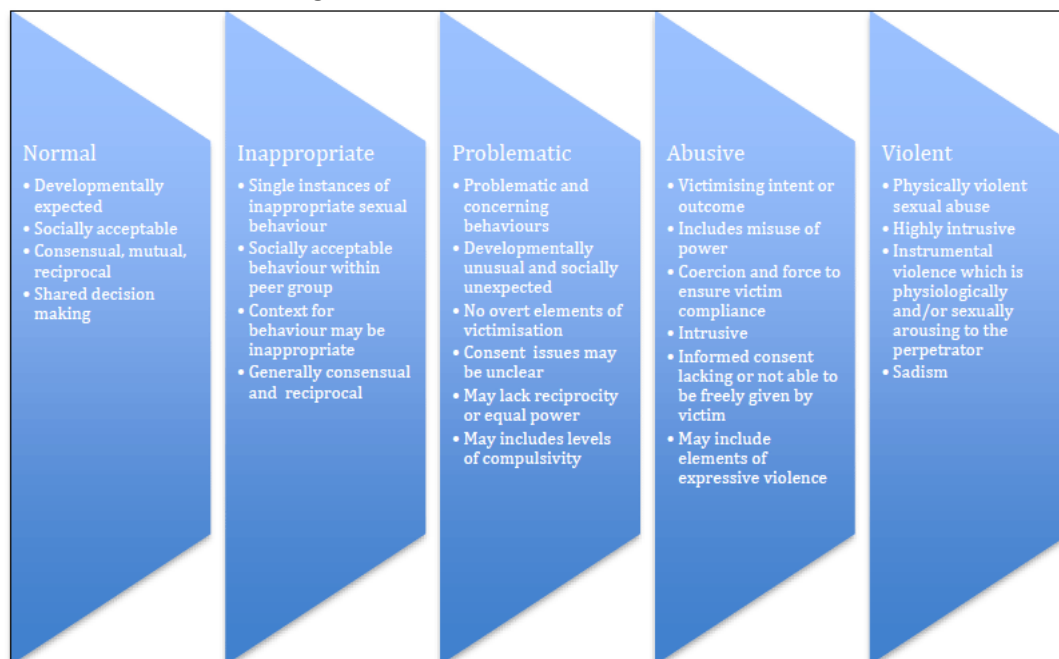 Normal
• Developmentally
expected
• Socially acceptable
• Consensual, mutual,
reciprocal
• Shared decision
making
Inappropriate
• Single instances of
inappropriate sexual
behaviour
• Socially acceptable
behaviour within
peer group
• Context for
behaviour may be
inappropriate
• Generally consensual
and reciprocal
Problematic
• Problematic and
concerning
behaviours
• Developmentally
unusual and socially
unexpected
• No overt elements of
victimisation
• Consent issues may
be unclear
• May lack reciprocity
or equal power
• May includes levels
of compulsivity
Abusive
• Victimising intent or
outcome
• Includes misuse of
power
• Coercion and force to
ensure victim
compliance
• Intrusive
• Informed consent
lacking or not able to
be freely given by
victim
• May include
elements of
expressive violence
Violent
• Physically violent
sexual abuse
• Highly intrusive
• Instrumental
violence which is
physiologically
and/or sexually
arousing to the
perpetrator
• Sadism